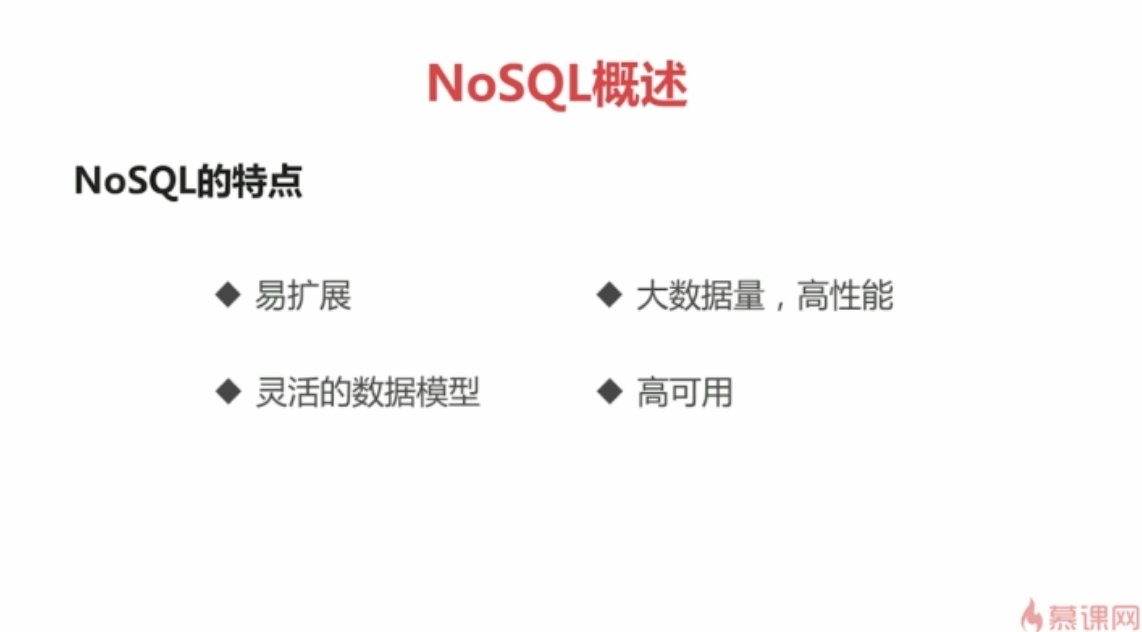 NoSQL概述
NoSQL的特点
◆ 易扩展
◆ 大数据量，高性能
◆ 灵活的数据模型
◆ 高可用
慕课网